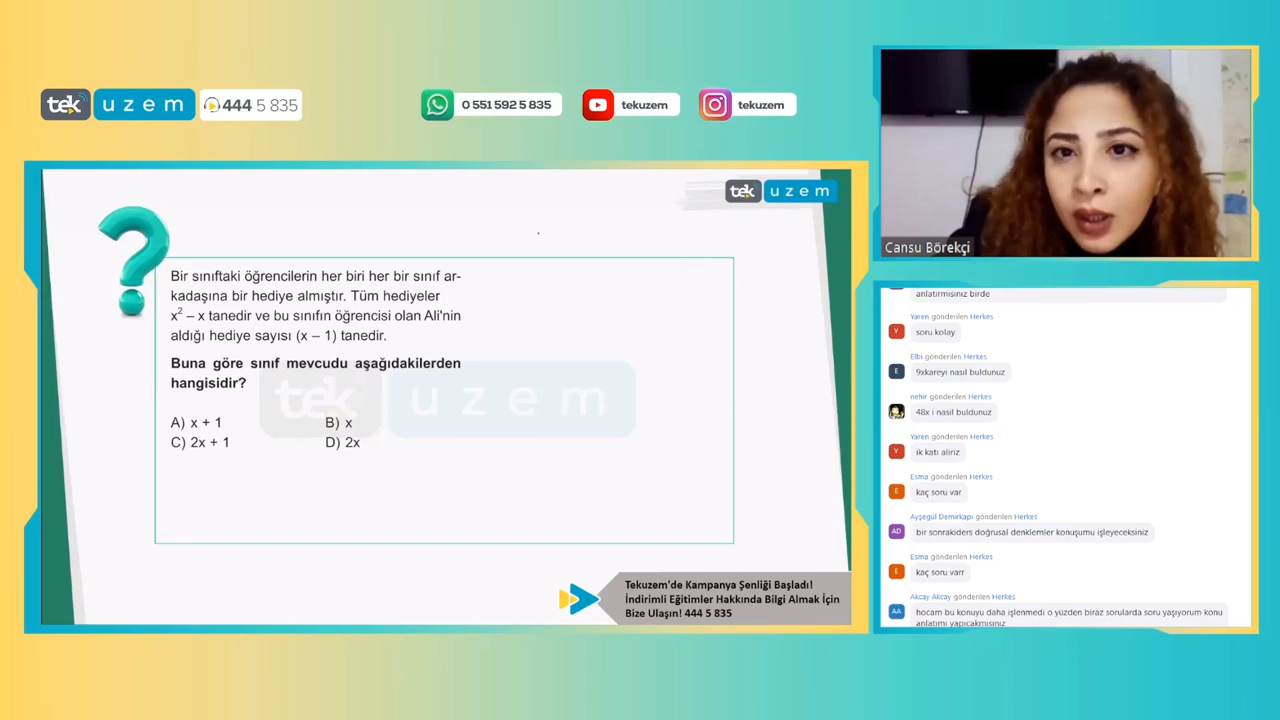 tek uzem 444 5 835
0 551 592 5 835
tekuzem
tekuzem
tek uzem
Bir sınıftaki öğrencilerin her biri her bir sınıf ar-
kadaşına bir hediye almıştır. Tüm hediyeler
x² – x tanedir ve bu sınıfın öğrencisi olan Ali'nin
aldığı hediye sayısı (x – 1) tanedir.
Buna göre sınıf mevcudu aşağıdakilerden
hangisidir?
tek uzem
A) x + 1 B) x
C) 2x + 1 D) 2x
Tekuzem'de Kampanya Şenliği Başladı!
İndirimli Eğitimler Hakkında Bilgi Almak İçin
Bize Ulaşın! 444 5 835
Cansu Börekçi
anlatırmısınız birde
Yaren gönderilen Herkes
Y soru kolay
Elbi gönderilen Herkes
E 9xkareyi nasıl buldunuz
nehir gönderilen Herkes
48x i nasıl buldunuz
Yaren gönderilen Herkes
Y ik katı aliriz
Esma gönderilen Herkes
E kaç soru var
Ayşegül Demirkapı gönderilen Herkes
AD bir sonrakiders doğrusal denklemler konuşumu işleyeceksiniz
Esma gönderilen Herkes
E kaç soru varr
Akcay Akcay gönderilen Herkes
AA hocam bu konuyu daha işlenmedi o yüzden biraz sorularda soru yaşıyorum konu
anlatımı yapıcakmısınız